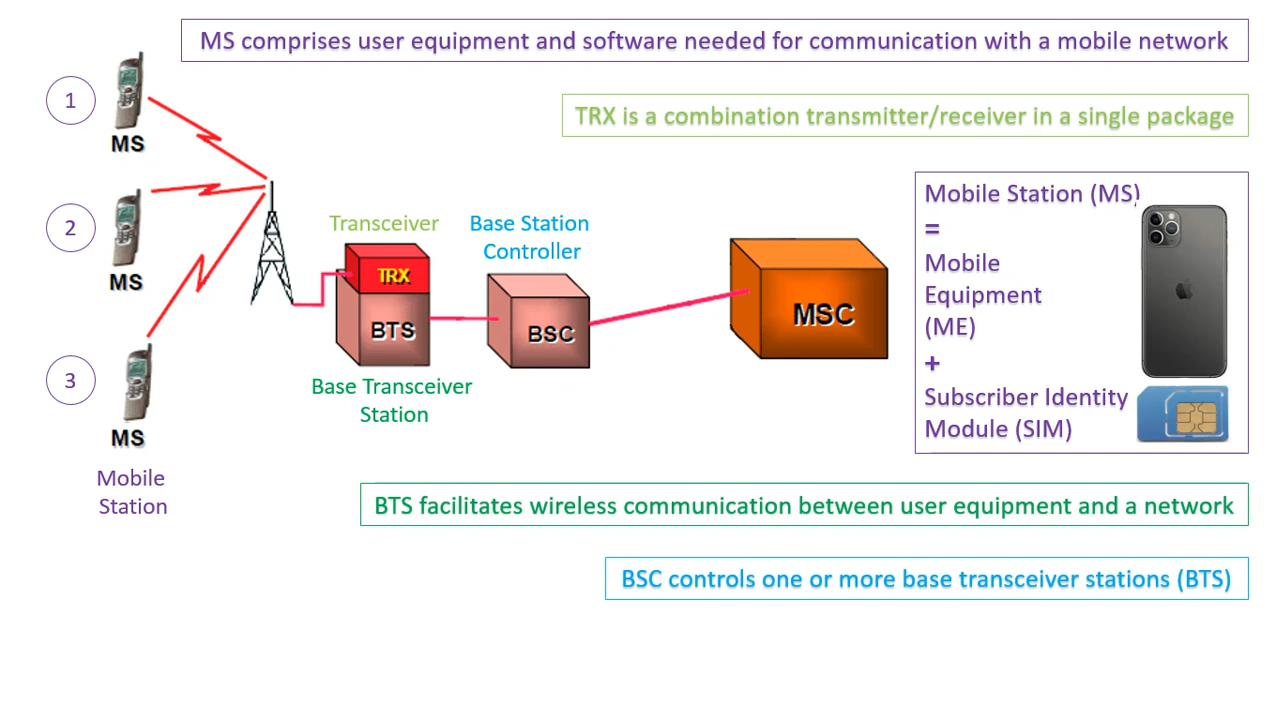 MS comprises user equipment and software needed for communication with a mobile network
1
MS
TRX is a combination transmitter/receiver in a single package
2
MS
3
MS
Mobile
Station
Transceiver
TRX
BTS
Base Transceiver
Station
Base Station
Controller
BSC
MSC
Mobile Station (MS)
=
Mobile
Equipment
(ME)
+
Subscriber Identity
Module (SIM)
BTS facilitates wireless communication between user equipment and a network
BSC controls one or more base transceiver stations (BTS)